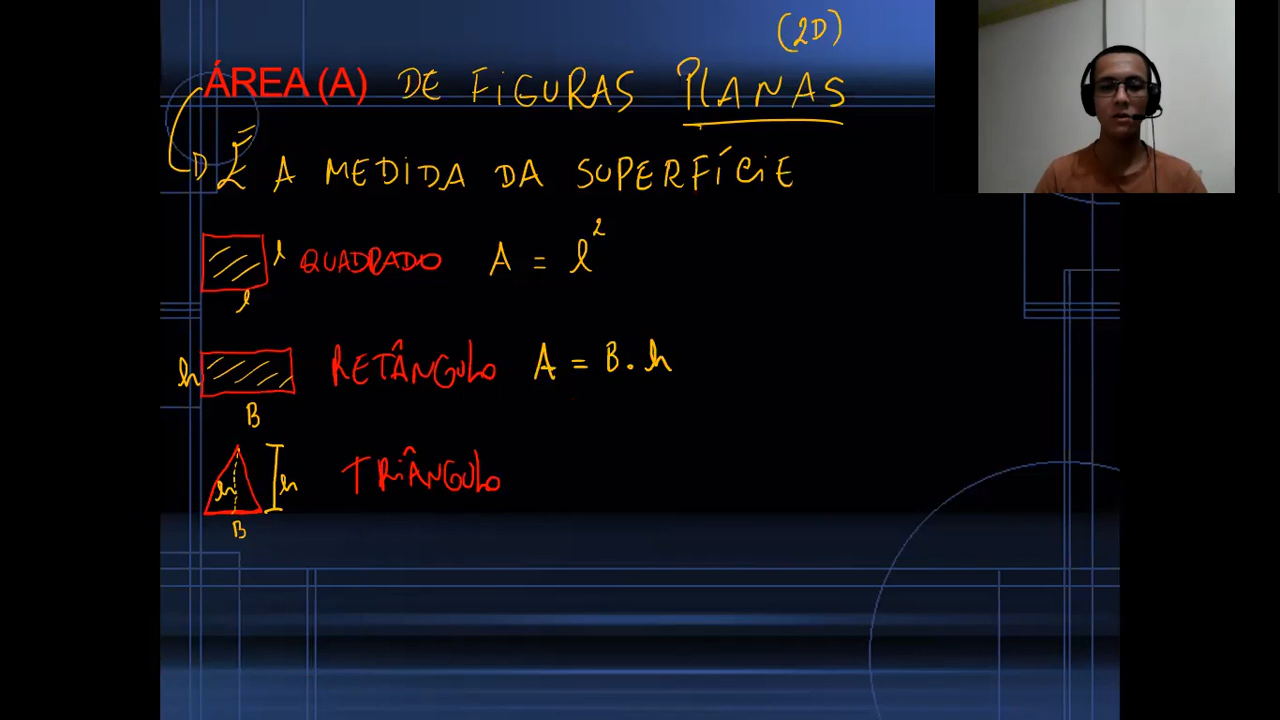 (2D)
ÁREA (A) DE FIGURAS PLANAS
É A MEDIDA DA SUPERFÍCIE
l QUADRADO A = l²
l
h RETÂNGULO A = B.h
B
h h TRIÂNGULO
B